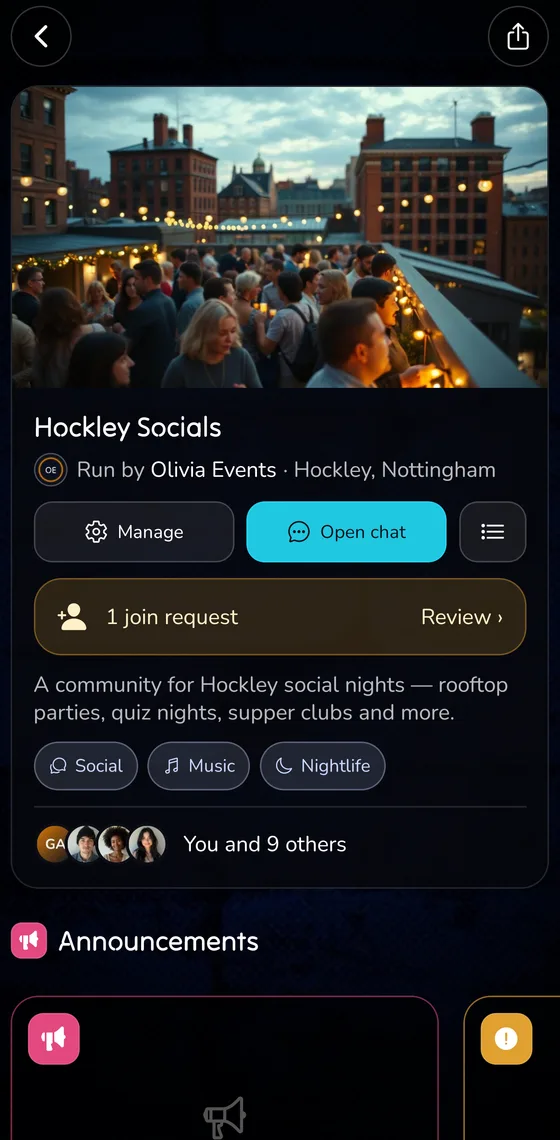 Hockley Socials
OE Run by Olivia Events · Hockley, Nottingham
Manage
Open chat
1 join request
Review ›
A community for Hockley social nights — rooftop
parties, quiz nights, supper clubs and more.
Social
Music
Nightlife
GA
You and 9 others
Announcements